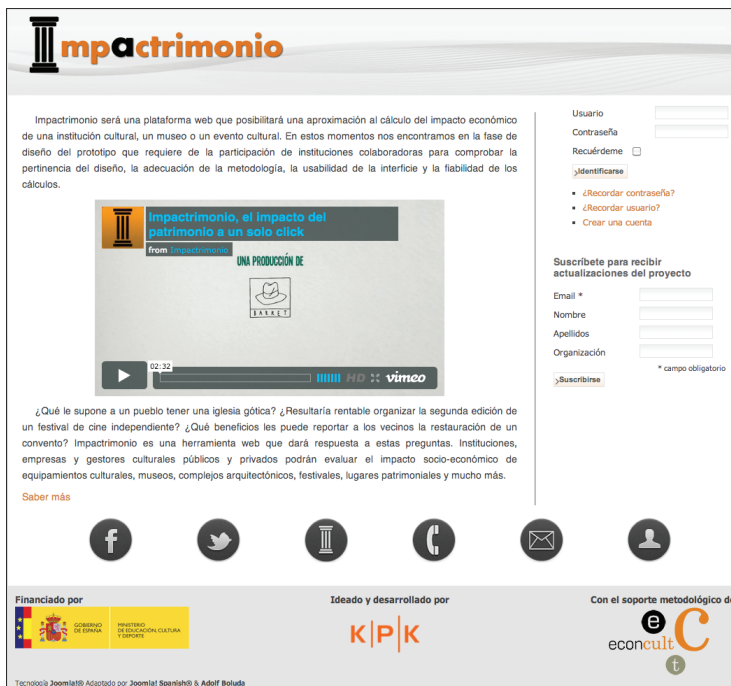 mpactrimonio
Impactrimonio será una plataforma web que posibilitará una aproximación al cálculo del impacto económico
de una institución cultural, un museo o un evento cultural. En estos momentos nos encontramos en la fase de
diseño del prototipo que requiere de la participación de instituciones colaboradoras para comprobar la
pertinencia del diseño, la adecuación de la metodología, la usabilidad de la interficie y la fiabilidad de los
cálculos.
Impactrimonio, el impacto del
patrimonio a un solo click
from Impactrimonio
UNA PRODUCCIÓN DE
BARRET
02:32
HD
vimeo
¿Qué le supone a un pueblo tener una iglesia gótica? ¿Resultaría rentable organizar la segunda edición de
un festival de cine independiente? ¿Qué beneficios les puede reportar a los vecinos la restauración de un
convento? Impactrimonio es una herramienta web que dará respuesta a estas preguntas. Instituciones,
empresas y gestores culturales públicos y privados podrán evaluar el impacto socio-económico de
equipamientos culturales, museos, complejos arquitectónicos, festivales, lugares patrimoniales y mucho más.
Saber más
Usuario
Contraseña
Recuérdeme
Identificarse
¿Recordar contraseña?
¿Recordar usuario?
Crear una cuenta
Suscríbete para recibir
actualizaciones del proyecto
Email *
Nombre
Apellidos
Organización
* campo obligatorio
Suscribirse
Financiado por
GOBIERNO
DE ESPAÑA
MINISTERIO
DE EDUCACIÓN, CULTURA
Y DEPORTE
Ideado y desarrollado por
K|P|K
Con el soporte metodológico de
e C
econcult
t
Tecnología Joomla!® Adaptado por Joomla! Spanish® & Adolf Boluda